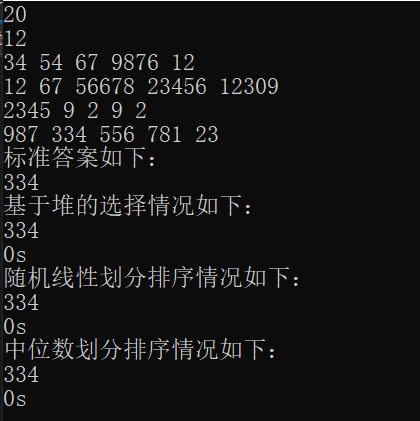 20
12
34 54 67 9876 12
12 67 56678 23456 12309
2345 9 2 9 2
987 334 556 781 23
标准答案如下：
334
基于堆的选择情况如下：
334
0s
随机线性划分排序情况如下：
334
0s
中位数划分排序情况如下：
334
0s